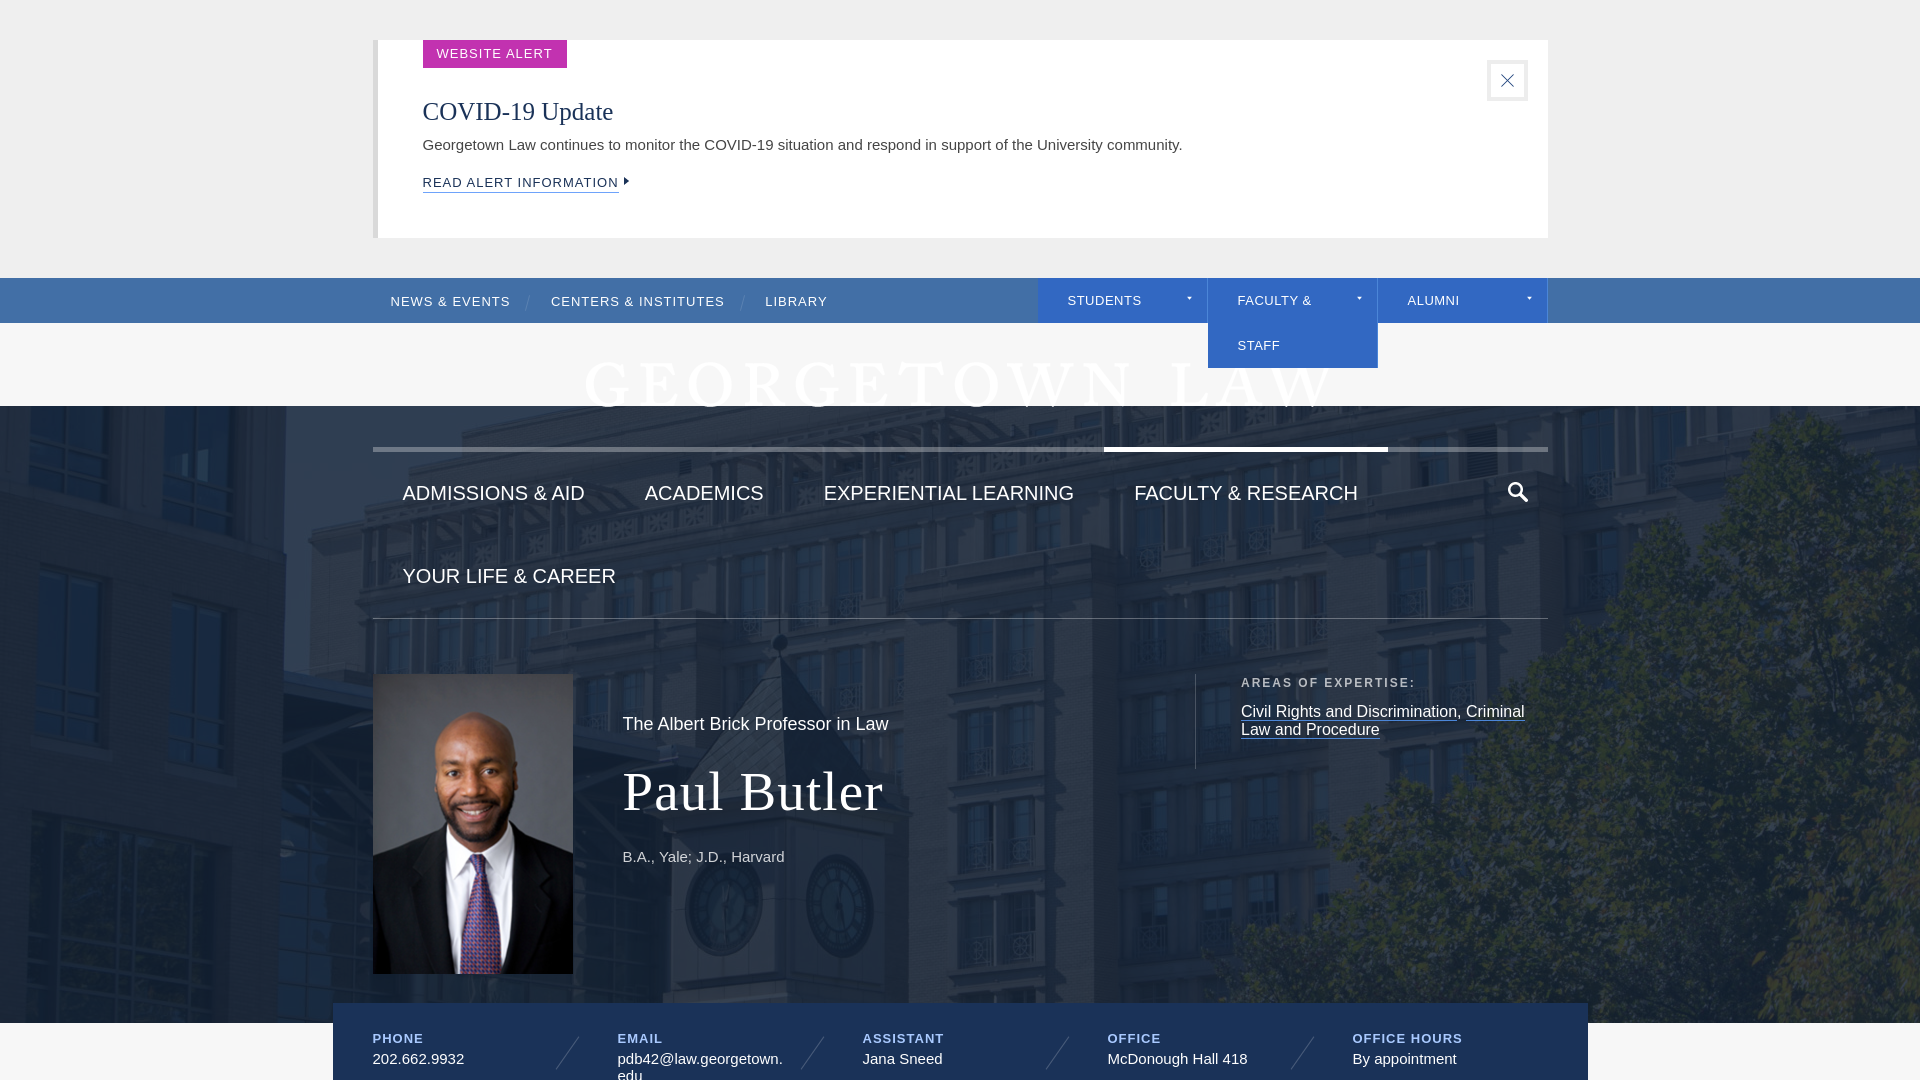 WEBSITE ALERT
COVID-19 Update
Georgetown Law continues to monitor the COVID-19 situation and respond in support of the University community.
READ ALERT INFORMATION
NEWS & EVENTS
CENTERS & INSTITUTES
LIBRARY
STUDENTS
FACULTY &
STAFF
ALUMNI
GEORGETOWN LAW
ADMISSIONS & AID
ACADEMICS
EXPERIENTIAL LEARNING
FACULTY & RESEARCH
YOUR LIFE & CAREER
The Albert Brick Professor in Law
Paul Butler
B.A., Yale; J.D., Harvard
AREAS OF EXPERTISE:
Civil Rights and Discrimination, Criminal
Law and Procedure
PHONE
202.662.9932
EMAIL
pdb42@law.georgetown.
edu
ASSISTANT
Jana Sneed
OFFICE
McDonough Hall 418
OFFICE HOURS
By appointment